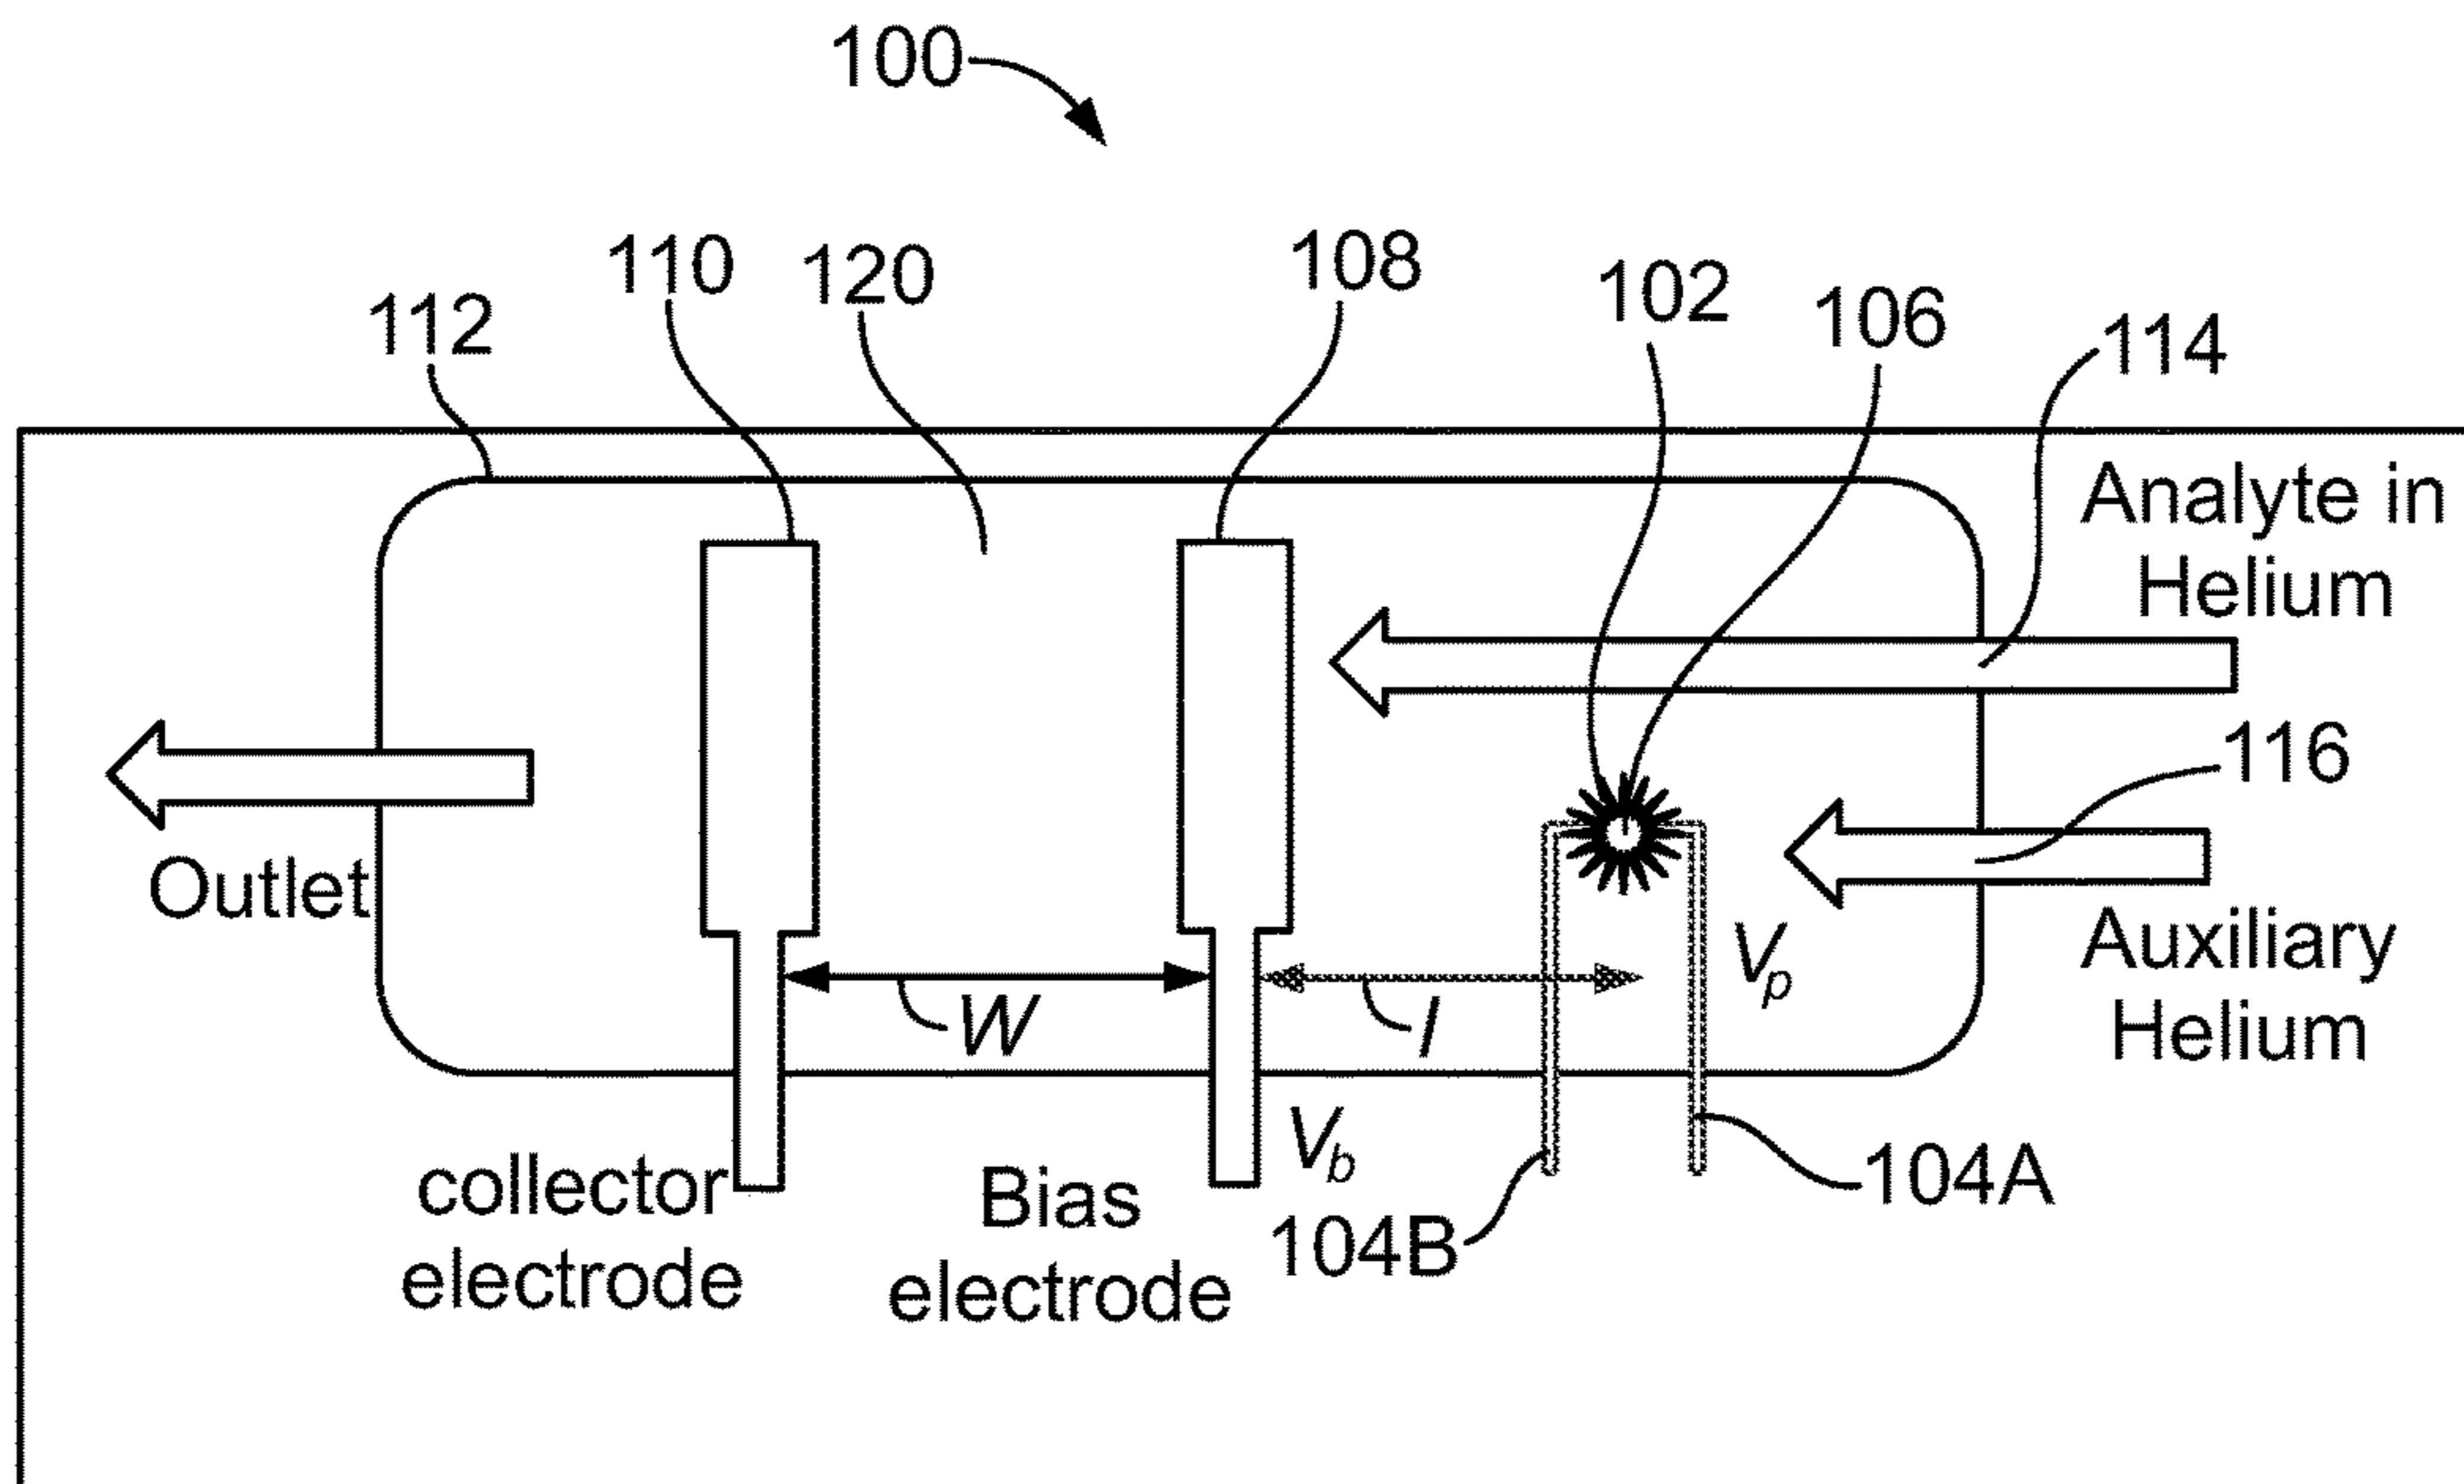 100
110
120
108
102
106
112
114
Analyte in
Helium
116
Outlet
V_p
Auxiliary
Helium
W
l
V_b
collector
electrode
Bias
electrode
104B
104A